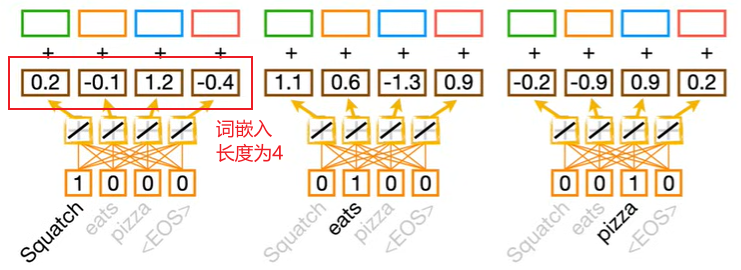 + + + + + + + + + + + +
0.2 -0.1 1.2 -0.4 1.1 0.6 -1.3 0.9 -0.2 -0.9 0.9 0.2
词嵌入
长度为4
1 0 0 0 0 1 0 0 0 0 1 0
Squatch eats pizza <EOS> Squatch eats pizza <EOS> Squatch eats pizza <EOS>